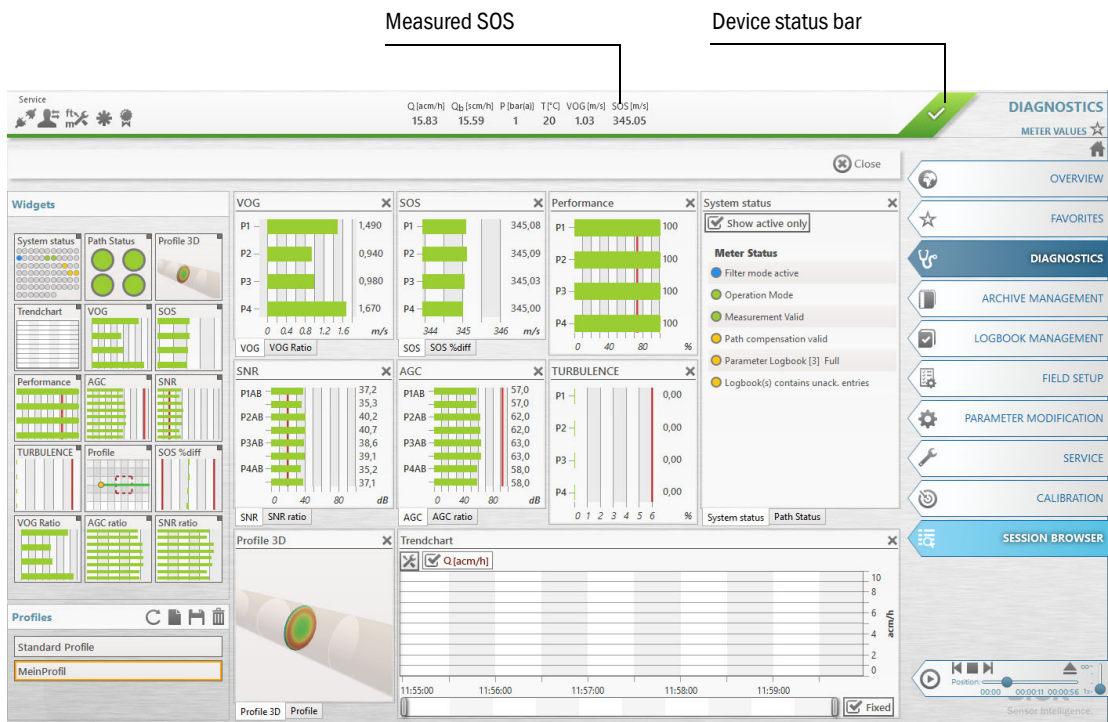 Measured SOS
Device status bar
Service
Q [acm/h] Qb [scm/h] P [bar(a)] T [°C] VOG [m/s] SOS [m/s]
15.83 15.59 1 20 1.03 345.05
DIAGNOSTICS
METER VALUES
Close
Widgets
System status
Path Status
Profile 3D
Trendchart
VOG
SOS
Performance
AGC
SNR
TURBULENCE
Profile
SOS %diff
VOG Ratio
AGC ratio
SNR ratio
Profiles
Standard Profile
MeinProfil
VOG
P1 1,490
P2 0,940
P3 0,980
P4 1,670
0 0.4 0.8 1.2 1.6 m/s
VOG VOG Ratio
SOS
P1 345,08
P2 345,09
P3 345,03
P4 345,00
344 345 346 m/s
SOS SOS %diff
Performance
P1 100
P2 100
P3 100
P4 100
0 40 80 %
System status
Show active only
Meter Status
Filter mode active
Operation Mode
Measurement Valid
Path compensation valid
Parameter Logbook [3] Full
Logbook(s) contains unack. entries
System status Path Status
SNR
P1AB 37,2
35,3
P2AB 40,2
40,7
P3AB 38,6
39,1
P4AB 35,2
37,1
0 40 80 dB
SNR SNR ratio
AGC
P1AB 57,0
57,0
P2AB 62,0
62,0
P3AB 63,0
63,0
P4AB 58,0
58,0
0 40 80 dB
AGC AGC ratio
TURBULENCE
P1 0,00
P2 0,00
P3 0,00
P4 0,00
0 1 2 3 4 5 6 %
Profile 3D
Profile 3D Profile
Trendchart
Q [acm/h]
10
8
6
4
2
0
acm/h
11:55:00 11:56:00 11:57:00 11:58:00 11:59:00
Fixed
OVERVIEW
FAVORITES
DIAGNOSTICS
ARCHIVE MANAGEMENT
LOGBOOK MANAGEMENT
FIELD SETUP
PARAMETER MODIFICATION
SERVICE
CALIBRATION
SESSION BROWSER
Position:
00:00 00:00:11 00:00:56 1x
Sensor Intelligence.